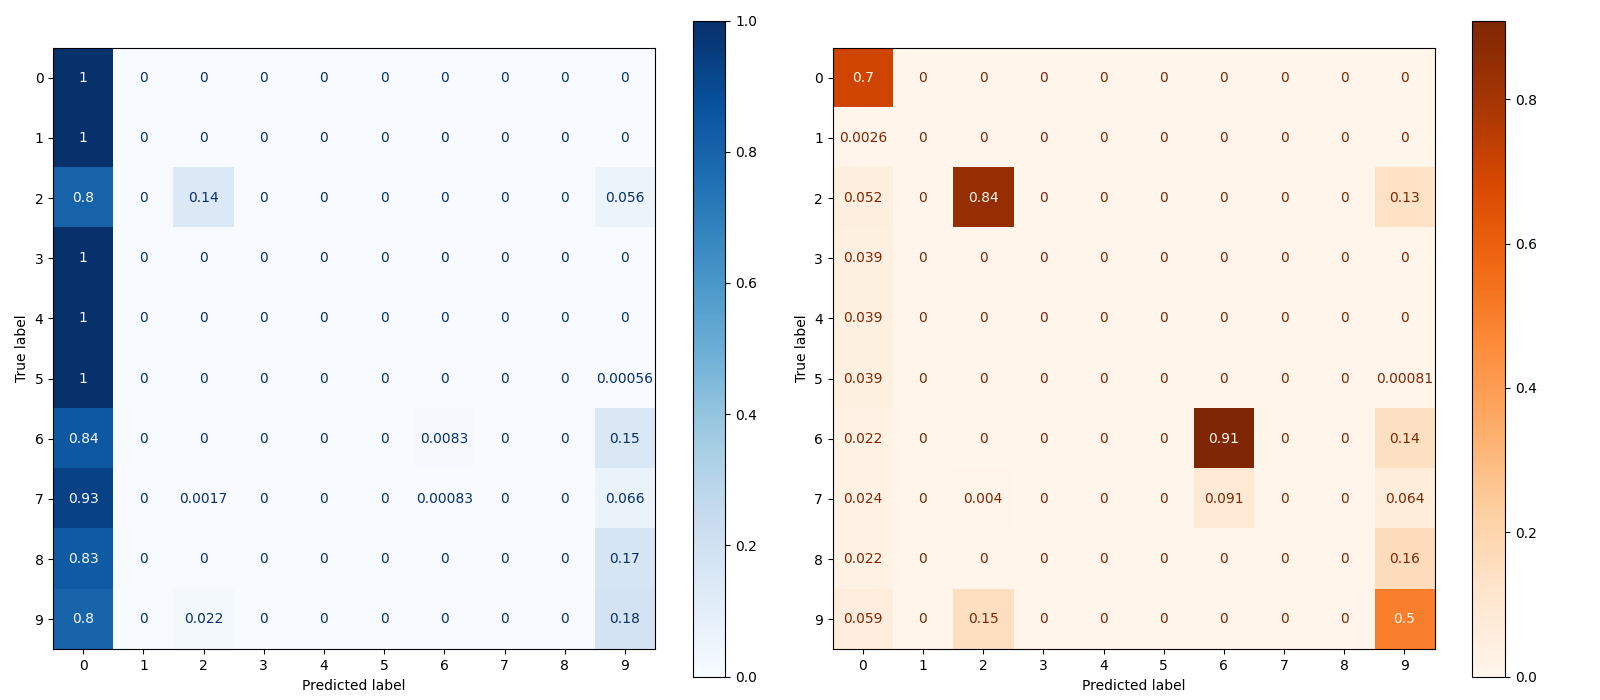 0 1 0 0 0 0 0 0 0 0 0
1 1 0 0 0 0 0 0 0 0 0
2 0.8 0 0.14 0 0 0 0 0 0 0.056
3 1 0 0 0 0 0 0 0 0 0
4 1 0 0 0 0 0 0 0 0 0
5 1 0 0 0 0 0 0 0 0 0.00056
6 0.84 0 0 0 0 0 0.0083 0 0 0.15
7 0.93 0 0.0017 0 0 0 0.00083 0 0 0.066
8 0.83 0 0 0 0 0 0 0 0 0.17
9 0.8 0 0.022 0 0 0 0 0 0 0.18
0 1 2 3 4 5 6 7 8 9
Predicted label
True label
1.0
0.8
0.6
0.4
0.2
0.0
0 0.7 0 0 0 0 0 0 0 0 0
1 0.0026 0 0 0 0 0 0 0 0 0
2 0.052 0 0.84 0 0 0 0 0 0 0.13
3 0.039 0 0 0 0 0 0 0 0 0
4 0.039 0 0 0 0 0 0 0 0 0
5 0.039 0 0 0 0 0 0 0 0 0.00081
6 0.022 0 0 0 0 0 0.91 0 0 0.14
7 0.024 0 0.004 0 0 0 0.091 0 0 0.064
8 0.022 0 0 0 0 0 0 0 0 0.16
9 0.059 0 0.15 0 0 0 0 0 0 0.5
0 1 2 3 4 5 6 7 8 9
Predicted label
True label
0.8
0.6
0.4
0.2
0.0